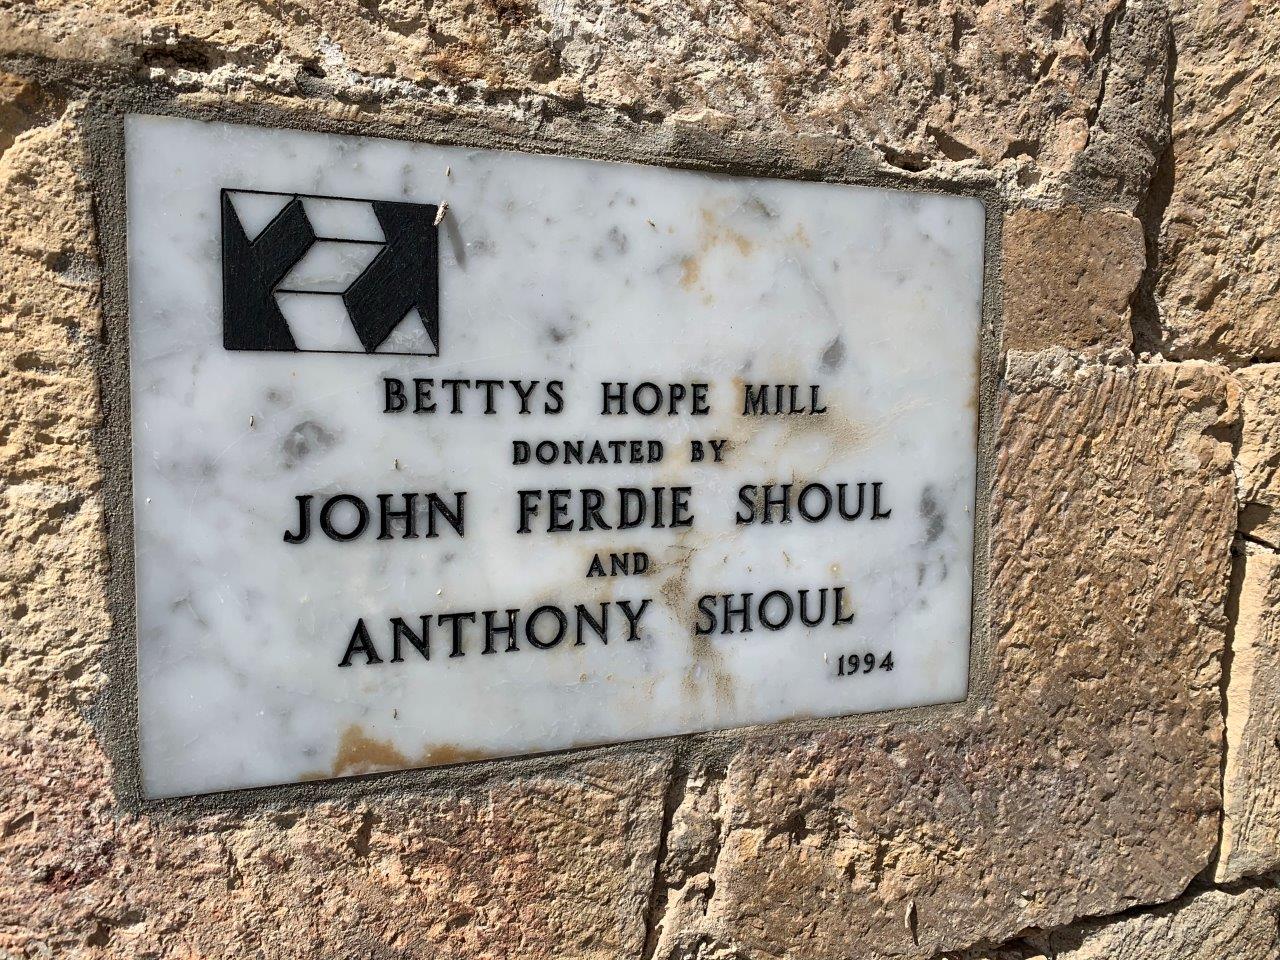 BETTYS HOPE MILL
DONATED BY
JOHN FERDIE SHOUL
AND
ANTHONY SHOUL
1994